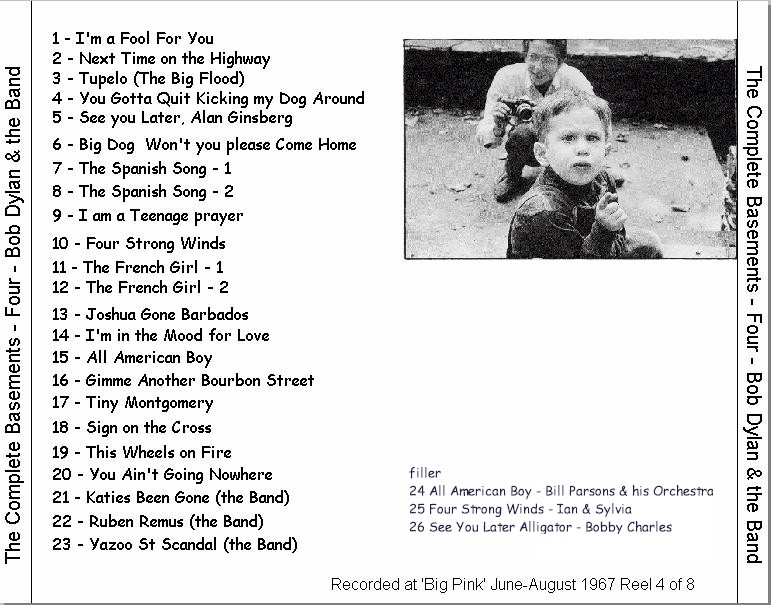 The Complete Basements - Four - Bob Dylan & the Band
1 - I'm a Fool For You
2 - Next Time on the Highway
3 - Tupelo (The Big Flood)
4 - You Gotta Quit Kicking my Dog Around
5 - See you Later, Alan Ginsberg
6 - Big Dog Won't you please Come Home
7 - The Spanish Song - 1
8 - The Spanish Song - 2
9 - I am a Teenage prayer
10 - Four Strong Winds
11 - The French Girl - 1
12 - The French Girl - 2
13 - Joshua Gone Barbados
14 - I'm in the Mood for Love
15 - All American Boy
16 - Gimme Another Bourbon Street
17 - Tiny Montgomery
18 - Sign on the Cross
19 - This Wheels on Fire
20 - You Ain't Going Nowhere
21 - Katies Been Gone (the Band)
22 - Ruben Remus (the Band)
23 - Yazoo St Scandal (the Band)
filler
24 All American Boy - Bill Parsons & his Orchestra
25 Four Strong Winds - Ian & Sylvia
26 See You Later Alligator - Bobby Charles
Recorded at 'Big Pink' June-August 1967 Reel 4 of 8
The Complete Basements - Four - Bob Dylan & the Band